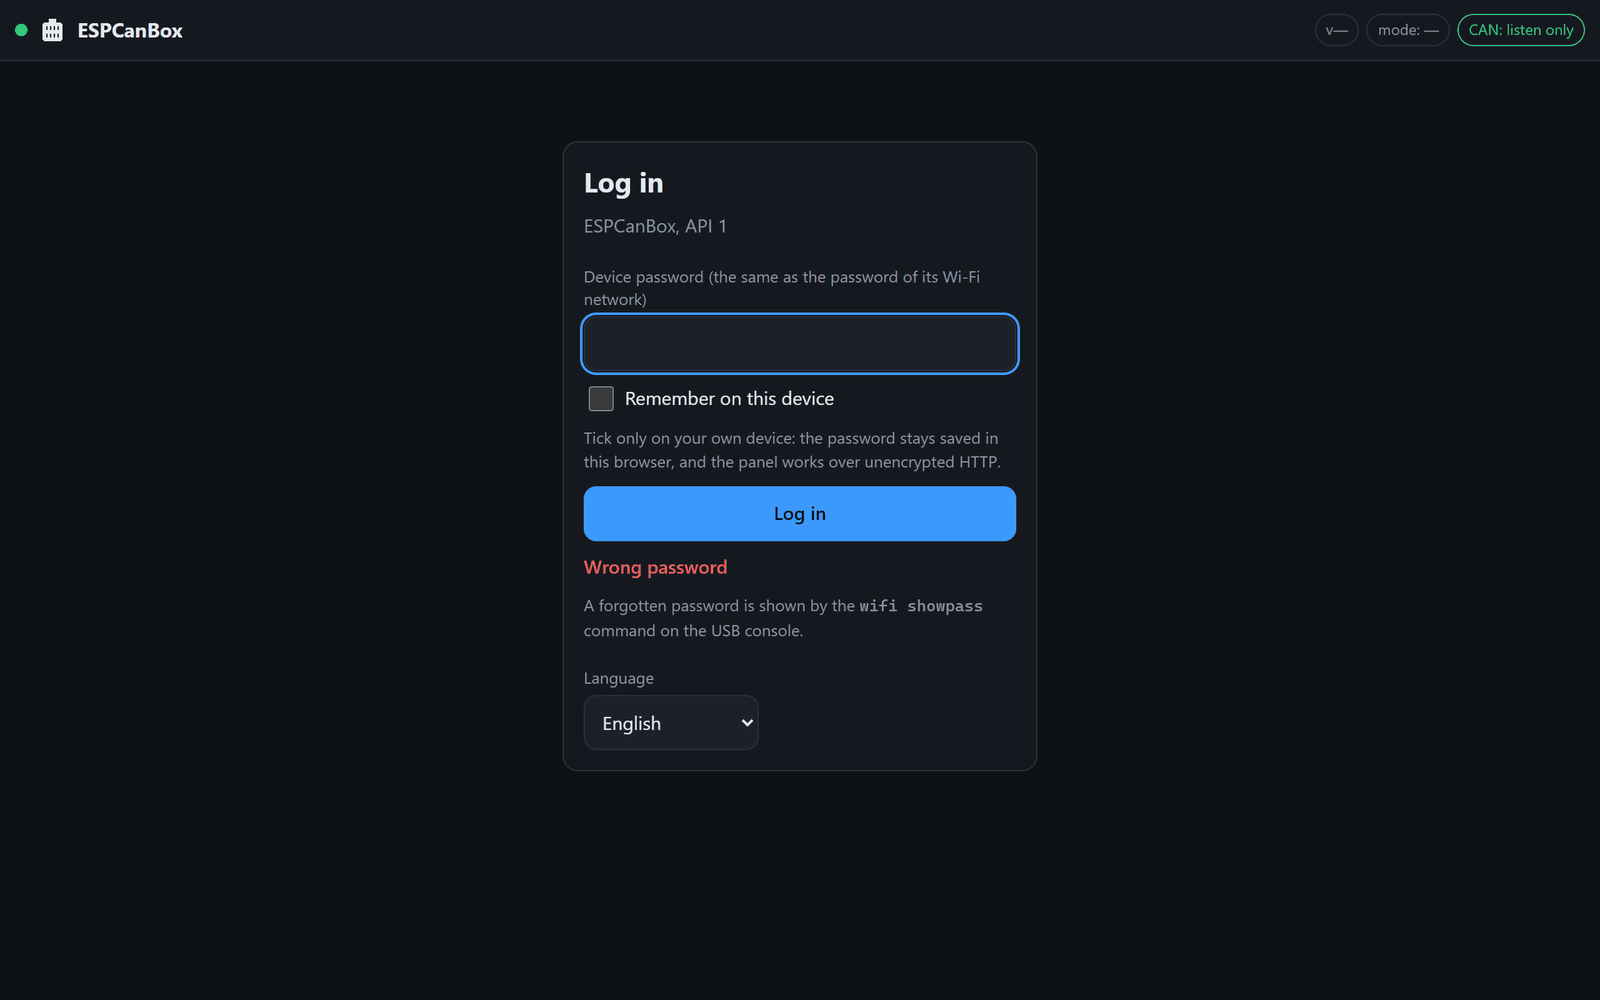 ESPCanBox
v—
mode: —
CAN: listen only
Log in
ESPCanBox, API 1
Device password (the same as the password of its Wi-Fi
network)
Remember on this device
Tick only on your own device: the password stays saved in
this browser, and the panel works over unencrypted HTTP.
Log in
Wrong password
A forgotten password is shown by the wifi showpass
command on the USB console.
Language
English